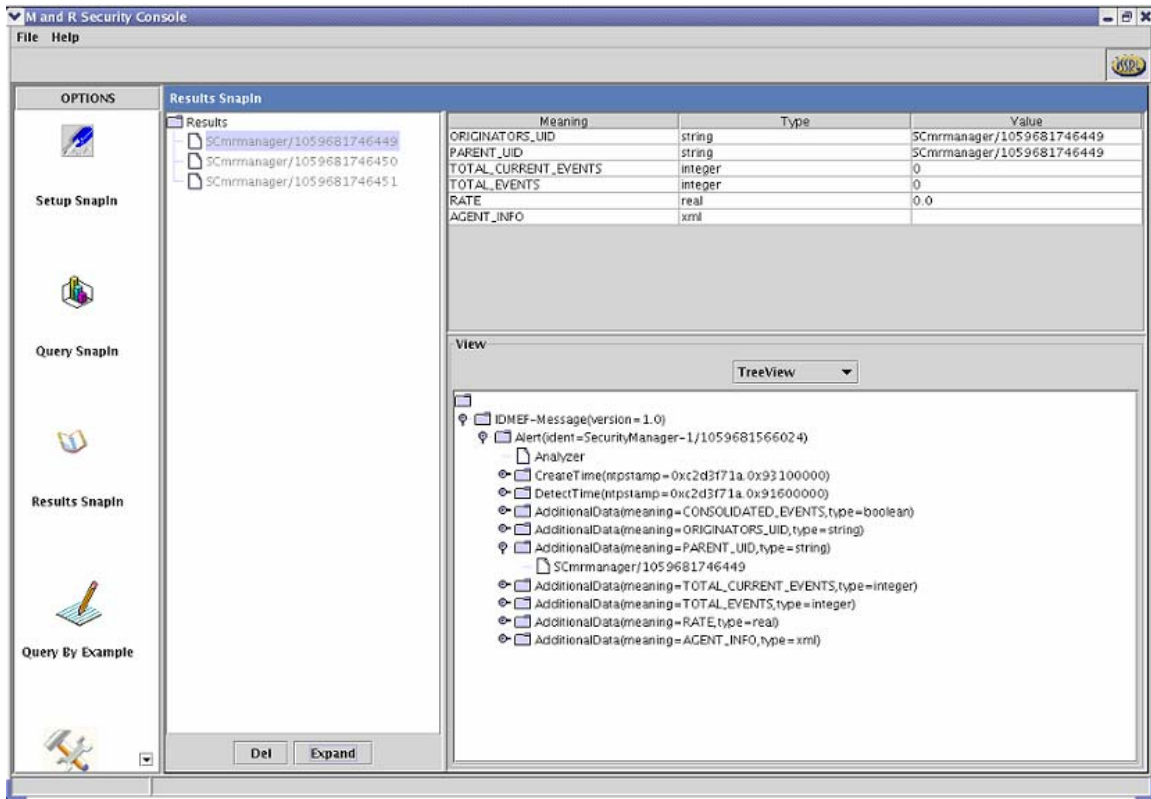 M and R Security Console
File Help
OPTIONS
Setup SnapIn
Query SnapIn
Results SnapIn
Query By Example
Results SnapIn
Results
SCmrmanager/1059681746449
SCmrmanager/1059681746450
SCmrmanager/1059681746451
Del Expand
Meaning Type Value
ORIGINATORS_UID string SCmrmanager/1059681746449
PARENT_UID string SCmrmanager/1059681746449
TOTAL_CURRENT_EVENTS integer 0
TOTAL_EVENTS integer 0
RATE real 0.0
AGENT_INFO xml
View
TreeView
IDMEF-Message(version=1.0)
Alert(ident=SecurityManager-1/1059681566024)
Analyzer
CreateTime(ntpstamp=0xc2d3f71a.0x93100000)
DetectTime(ntpstamp=0xc2d3f71a.0x91600000)
AdditionalData(meaning=CONSOLIDATED_EVENTS,type=boolean)
AdditionalData(meaning=ORIGINATORS_UID,type=string)
AdditionalData(meaning=PARENT_UID,type=string)
SCmrmanager/1059681746449
AdditionalData(meaning=TOTAL_CURRENT_EVENTS,type=integer)
AdditionalData(meaning=TOTAL_EVENTS,type=integer)
AdditionalData(meaning=RATE,type=real)
AdditionalData(meaning=AGENT_INFO,type=xml)